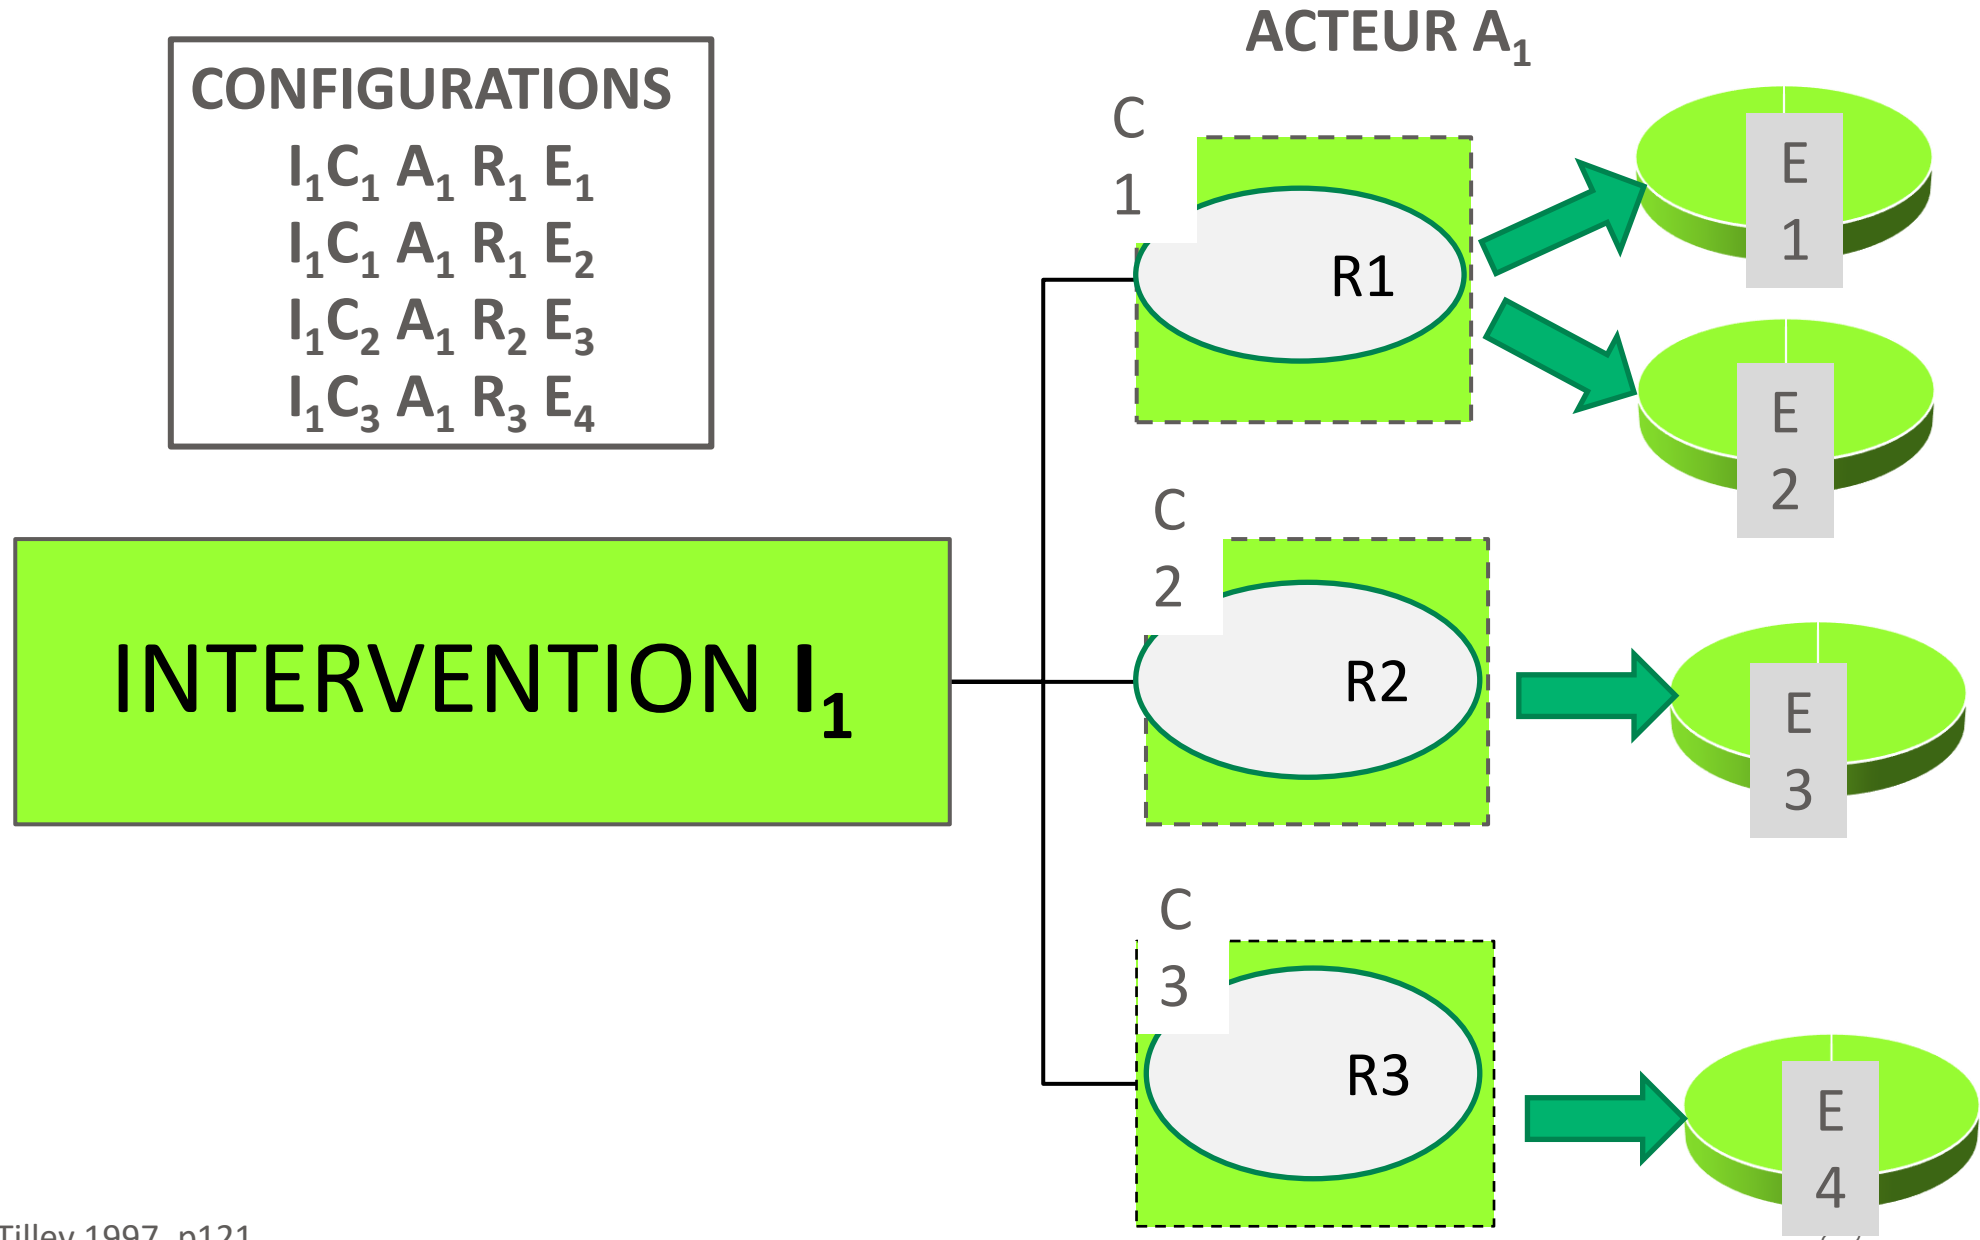 ACTEUR A₁
CONFIGURATIONS
I₁C₁ A₁ R₁ E₁
I₁C₁ A₁ R₁ E₂
I₁C₂ A₁ R₂ E₃
I₁C₃ A₁ R₃ E₄
C
1
R1
E
1
E
2
INTERVENTION I₁
C
2
R2
E
3
C
3
R3
E
4
Tilley 1997, p121